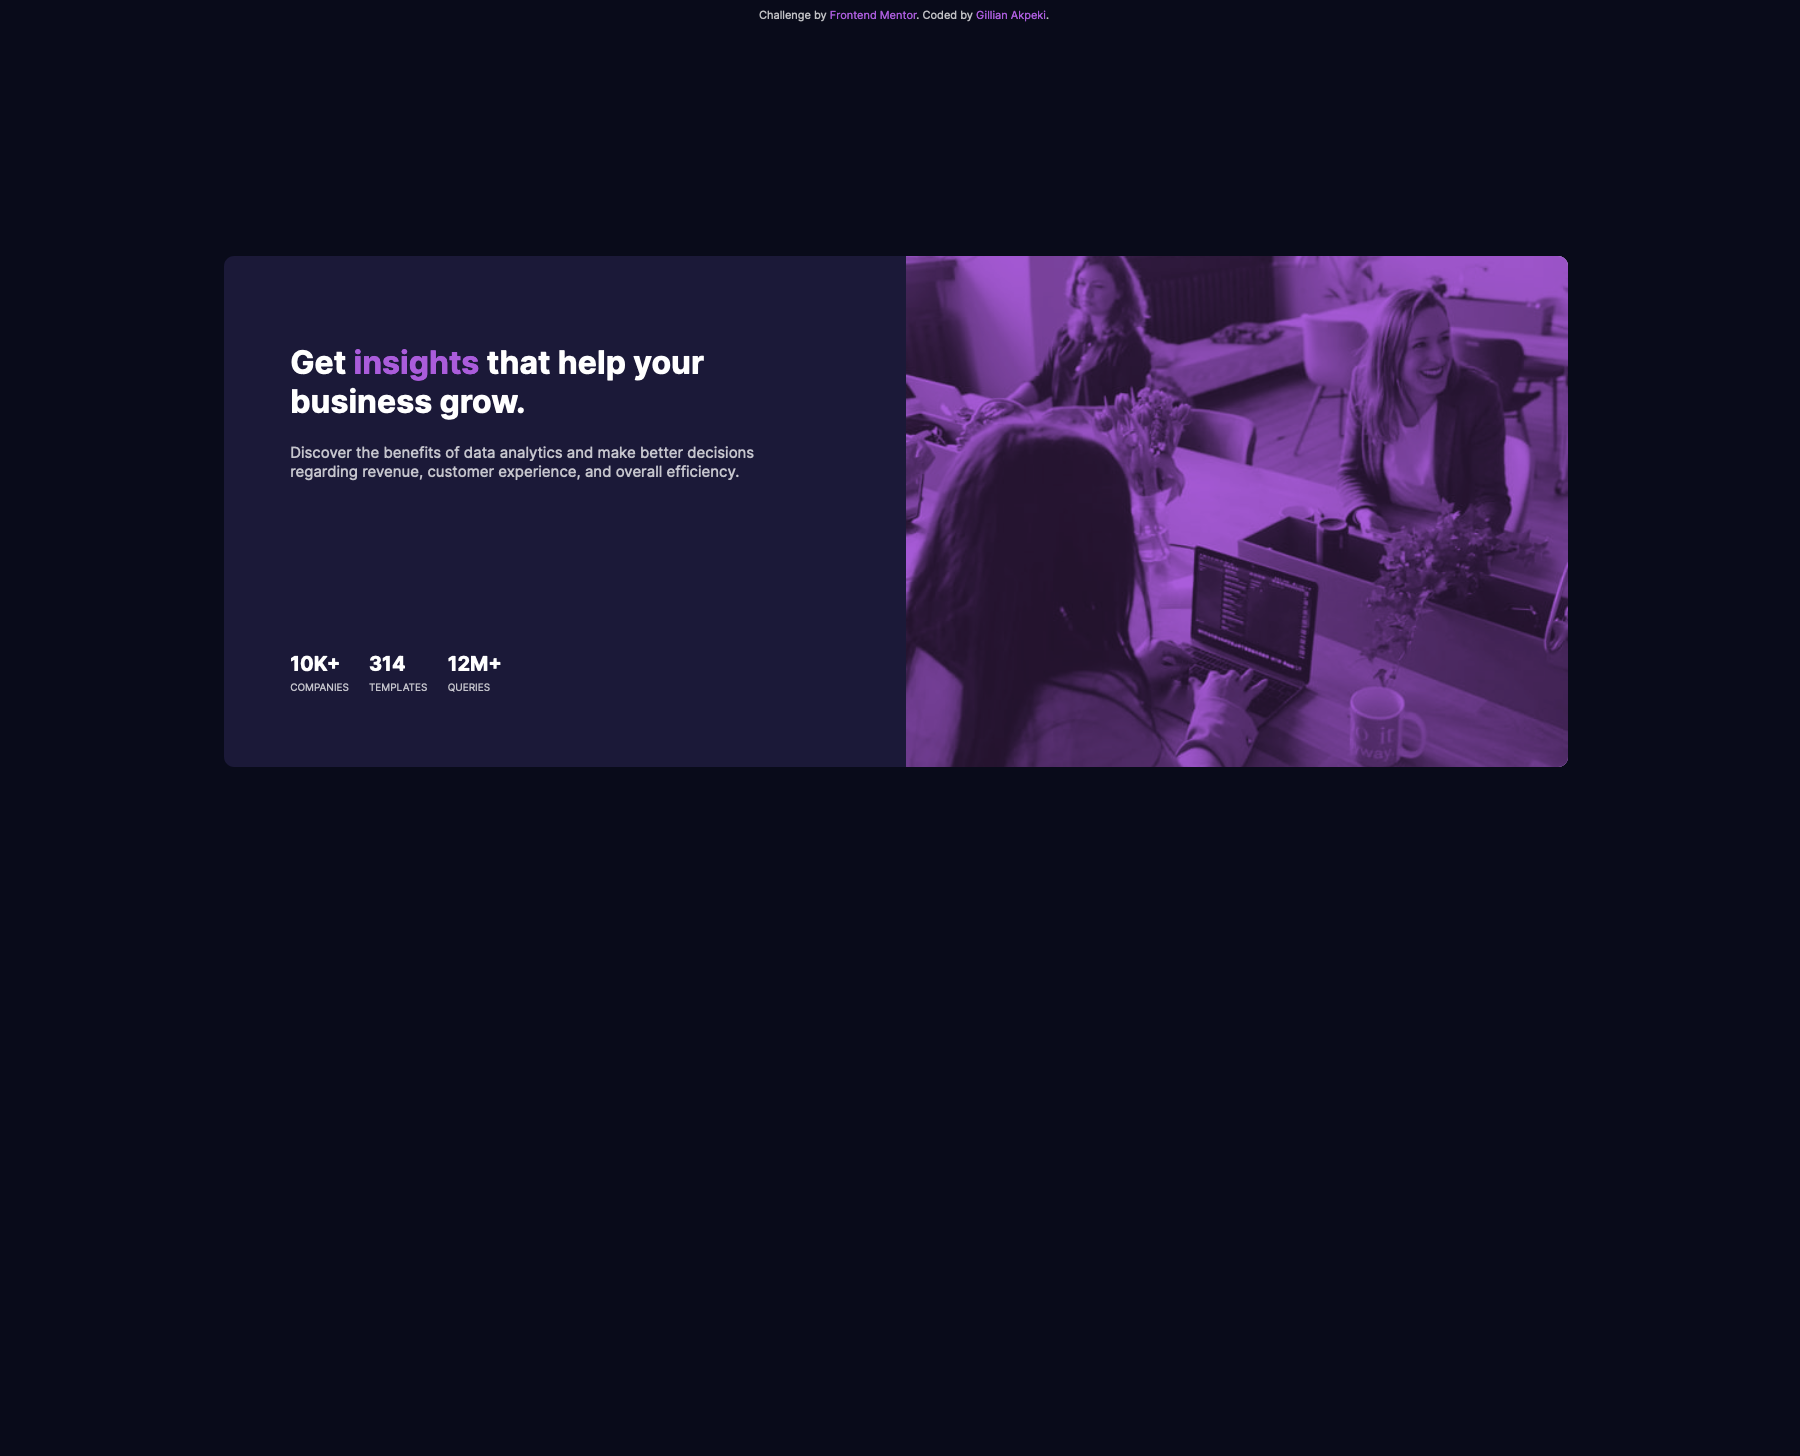 Challenge by Frontend Mentor. Coded by Gillian Akpeki.
Get insights that help your
business grow.
Discover the benefits of data analytics and make better decisions
regarding revenue, customer experience, and overall efficiency.
10K+ 314 12M+
COMPANIES TEMPLATES QUERIES
way.